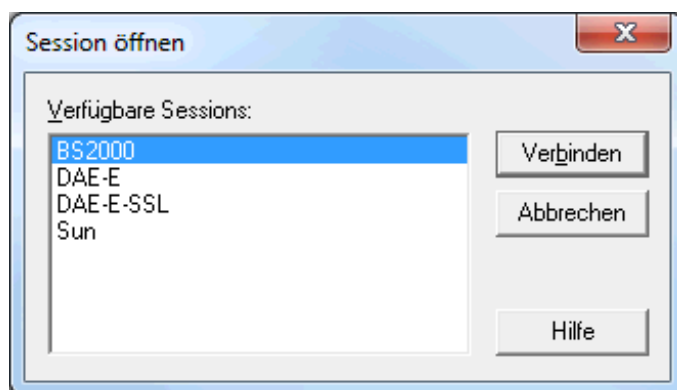 Session öffnen
Verfügbare Sessions:
BS2000
DAE-E
DAE-E-SSL
Sun
Verbinden
Abbrechen
Hilfe